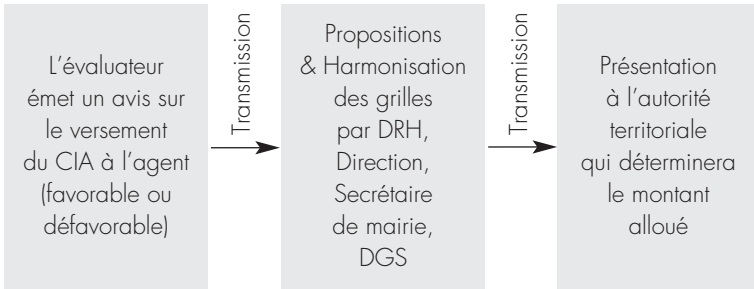 L’évaluateur
émet un avis sur
le versement
du CIA à l’agent
(favorable ou
défavorable)
Transmission
Propositions
& Harmonisation
des grilles
par DRH,
Direction,
Secrétaire
de mairie,
DGS
Transmission
Présentation
à l’autorité
territoriale
qui déterminera
le montant
alloué